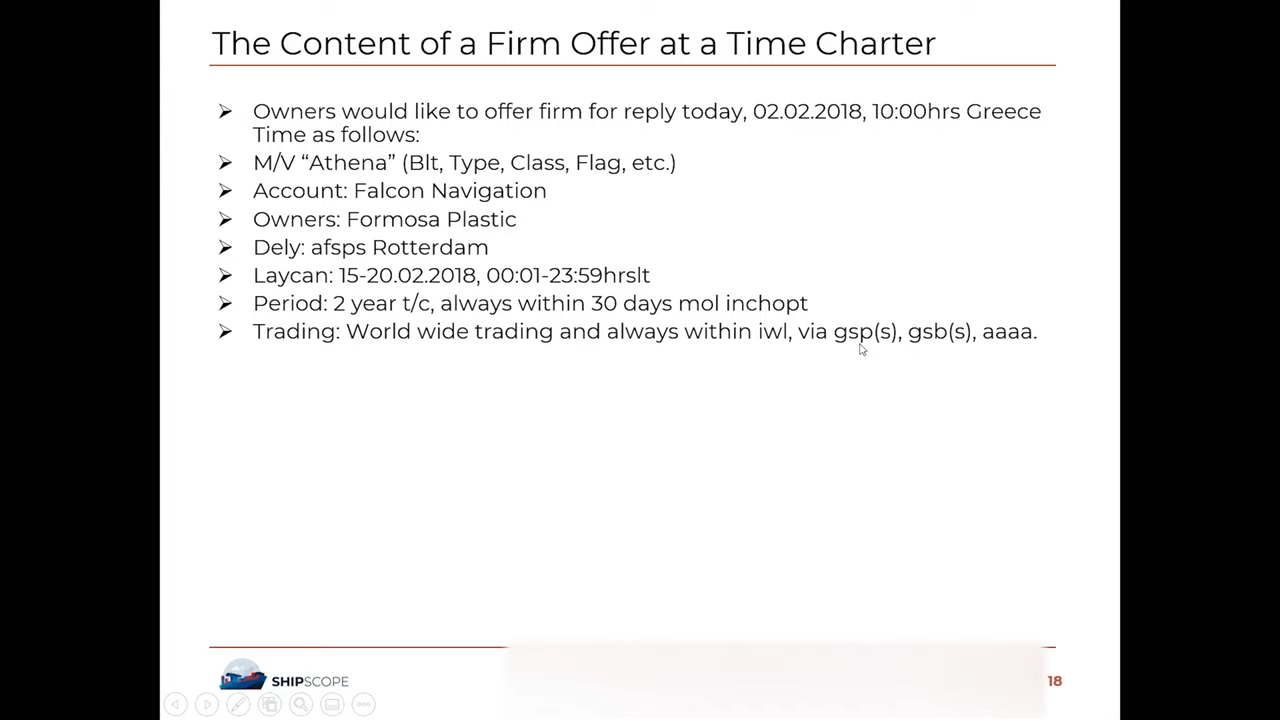 The Content of a Firm Offer at a Time Charter
Owners would like to offer firm for reply today, 02.02.2018, 10:00hrs Greece
Time as follows:
M/V “Athena” (Blt, Type, Class, Flag, etc.)
Account: Falcon Navigation
Owners: Formosa Plastic
Dely: afsps Rotterdam
Laycan: 15-20.02.2018, 00:01-23:59hrslt
Period: 2 year t/c, always within 30 days mol inchopt
Trading: World wide trading and always within iwl, via gsp(s), gsb(s), aaaa.
SHIPSCOPE
18